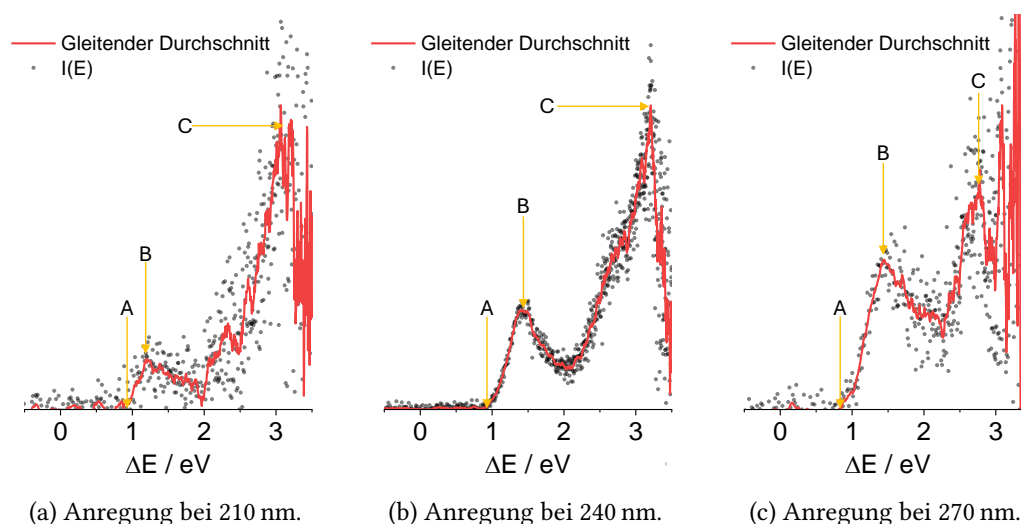 Gleitender Durchschnitt
I(E)
C
B
A
0 1 2 3
ΔE / eV
(a) Anregung bei 210 nm.
Gleitender Durchschnitt
I(E)
C
B
A
0 1 2 3
ΔE / eV
(b) Anregung bei 240 nm.
Gleitender Durchschnitt
I(E)
C
B
A
0 1 2 3
ΔE / eV
(c) Anregung bei 270 nm.